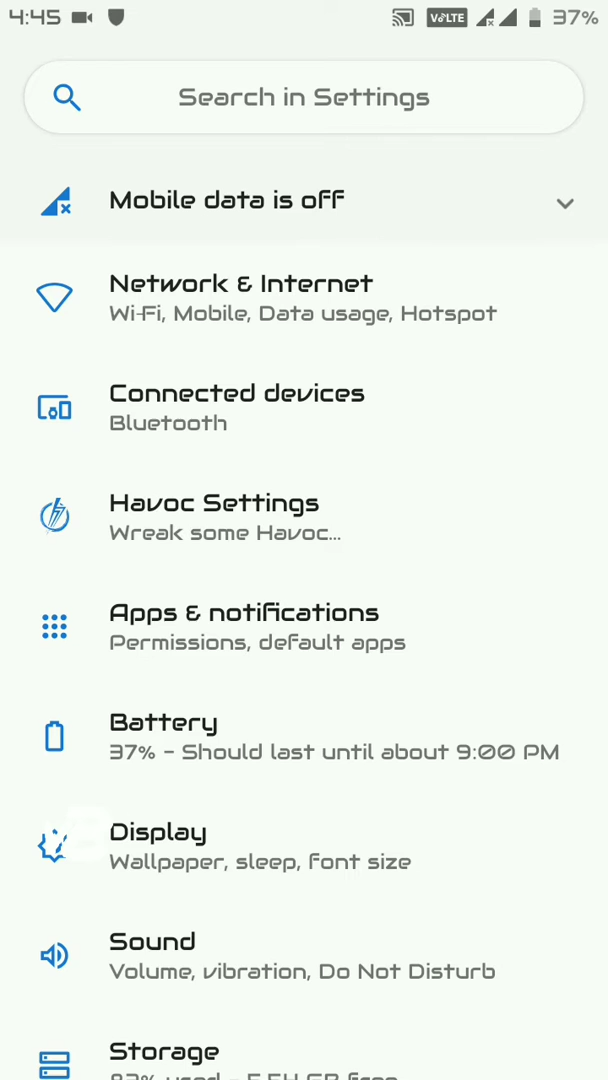 4:45 VoLTE 37%
Search in Settings
Mobile data is off
Network & Internet
Wi-Fi, Mobile, Data usage, Hotspot
Connected devices
Bluetooth
Havoc Settings
Wreak some Havoc...
Apps & notifications
Permissions, default apps
Battery
37% - Should last until about 9:00 PM
Display
Wallpaper, sleep, font size
Sound
Volume, vibration, Do Not Disturb
Storage